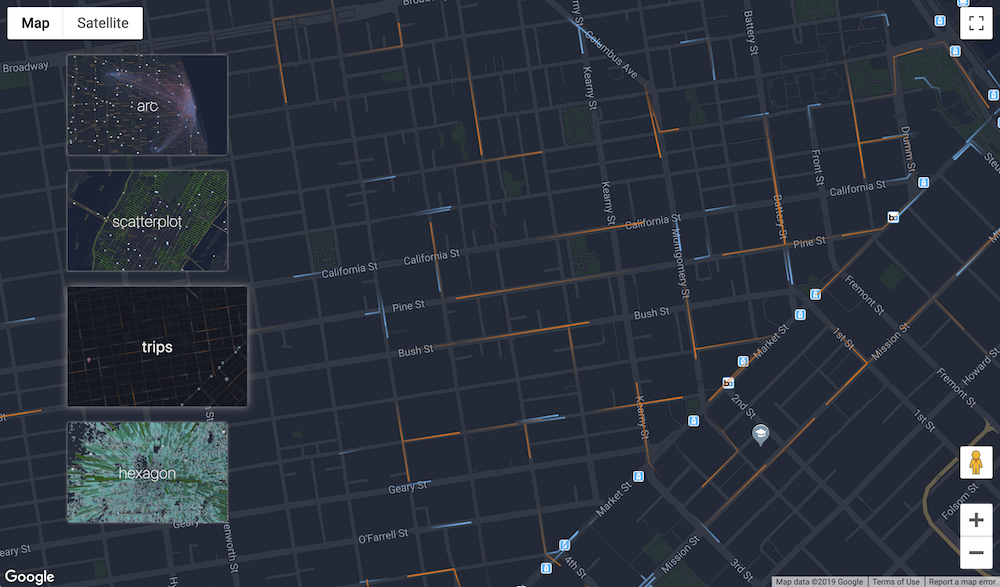 Map
Satellite
Broadway
Columbus Ave
Kearny St
Battery St
arc
Kearny St
Front St
Drumm St
California St
scatterplot
California St
Battery St
Montgomery St
Pine St
California St
California St
Pine St
Bush St
Fremont St
Bush St
Market St
1st St
Mission St
trips
Howard St
Fremont St
2nd St
1st St
Kearny St
hexagon
Geary St
Market St
Folsom St
Geary St
O'Farrell St
Mission St
4th St
3rd St
Google
Map data ©2019 Google
Terms of Use
Report a map error